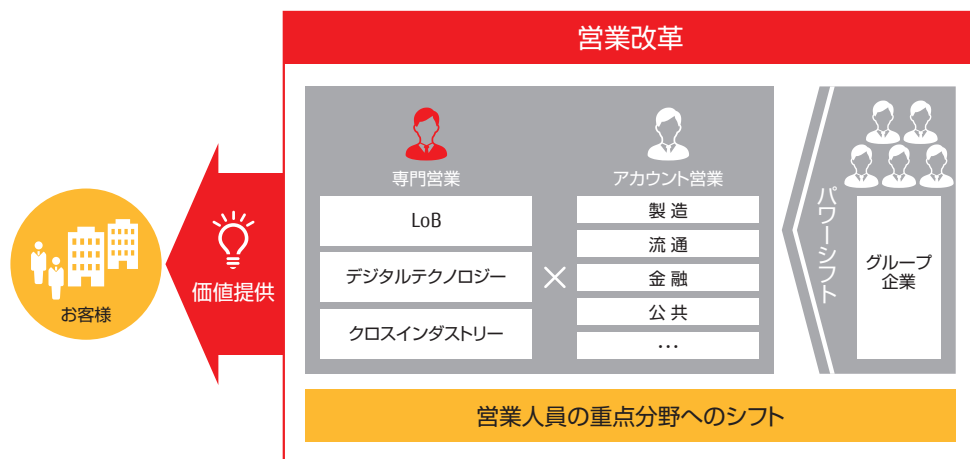 営業改革
専門営業
LoB
デジタルテクノロジー
クロスインダストリー
×
アカウント営業
製造
流通
金融
公共
…
パワーシフト
グループ
企業
価値提供
お客様
営業人員の重点分野へのシフト